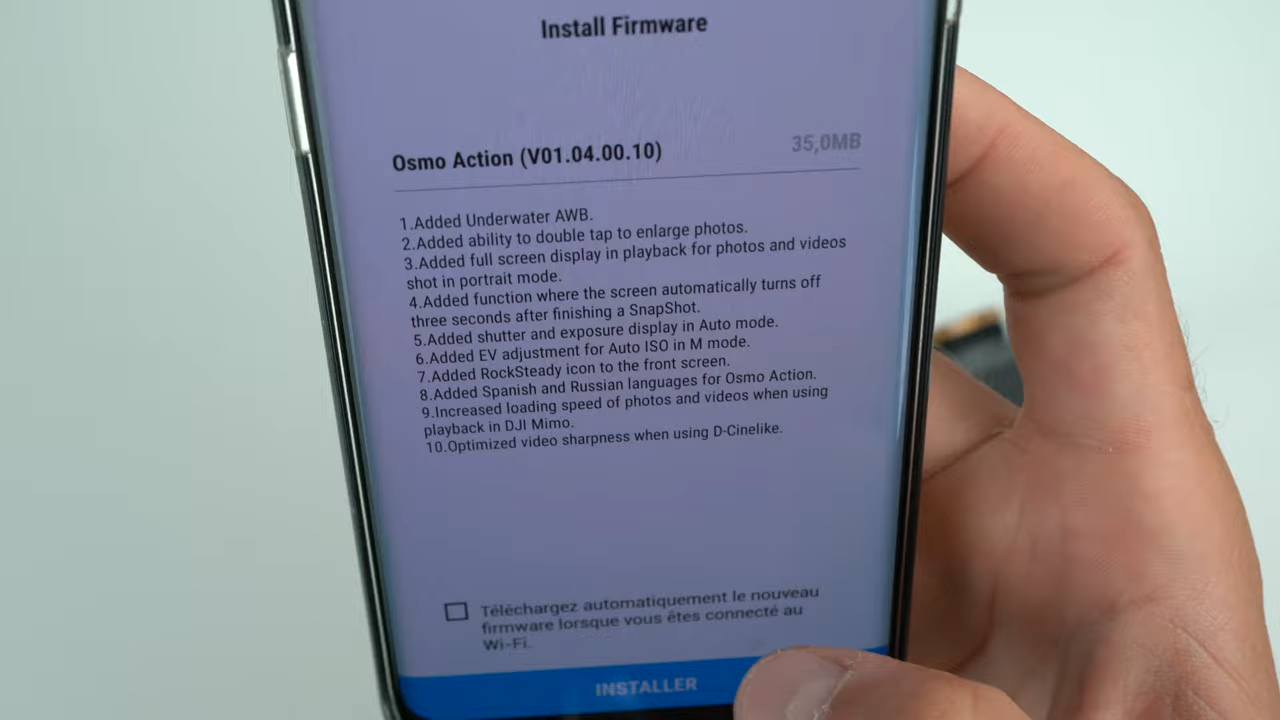 Install Firmware
Osmo Action (V01.04.00.10)
35,0MB
1.Added Underwater AWB.
2.Added ability to double tap to enlarge photos.
3.Added full screen display in playback for photos and videos
shot in portrait mode.
4.Added function where the screen automatically turns off
three seconds after finishing a SnapShot.
5.Added shutter and exposure display in Auto mode.
6.Added EV adjustment for Auto ISO in M mode.
7.Added RockSteady icon to the front screen.
8.Added Spanish and Russian languages for Osmo Action.
9.Increased loading speed of photos and videos when using
playback in DJI Mimo.
10.Optimized video sharpness when using D-Cinelike.
Téléchargez automatiquement le nouveau
firmware lorsque vous êtes connecté au
Wi-Fi.
INSTALLER